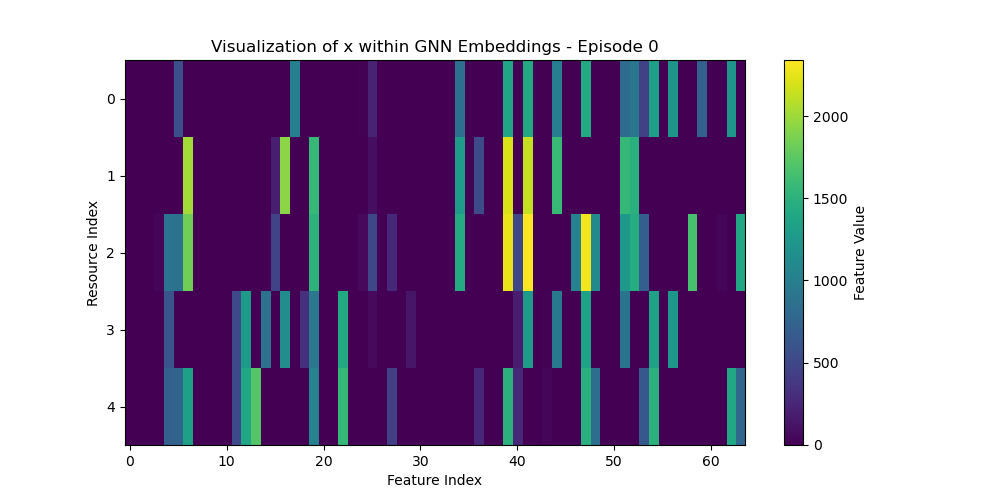 Visualization of x within GNN Embeddings - Episode 0
Resource Index
0
1
2
3
4
0 10 20 30 40 50 60
Feature Index
2000
1500
1000
500
0
Feature Value